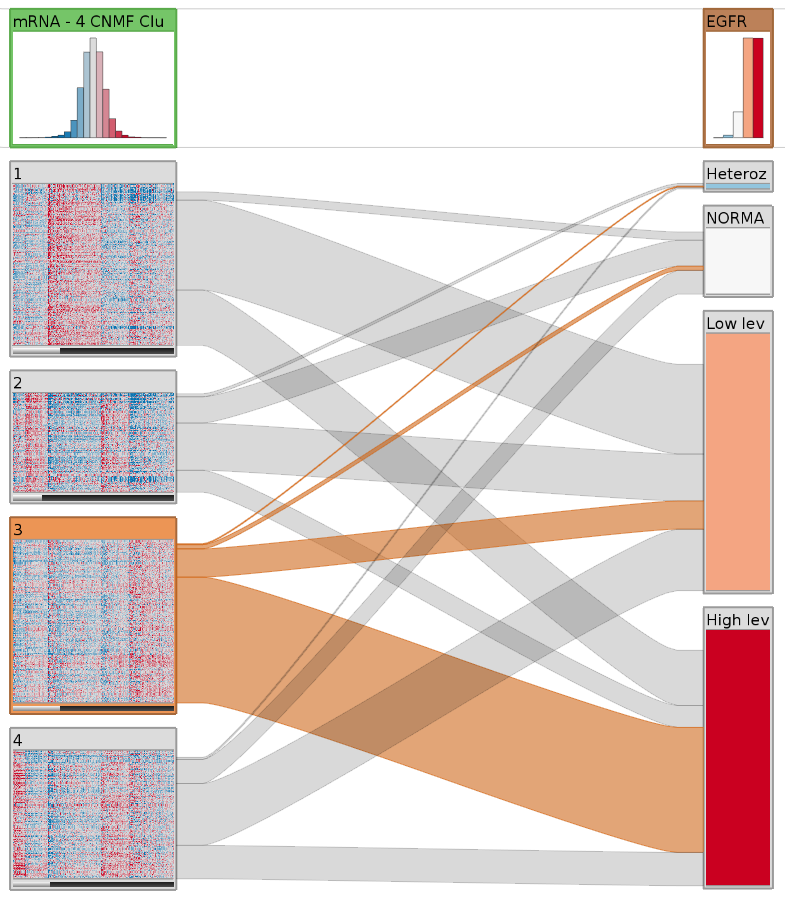 mRNA - 4 CNMF Clu
EGFR
1
Heteroz
NORMA
Low lev
2
3
High lev
4